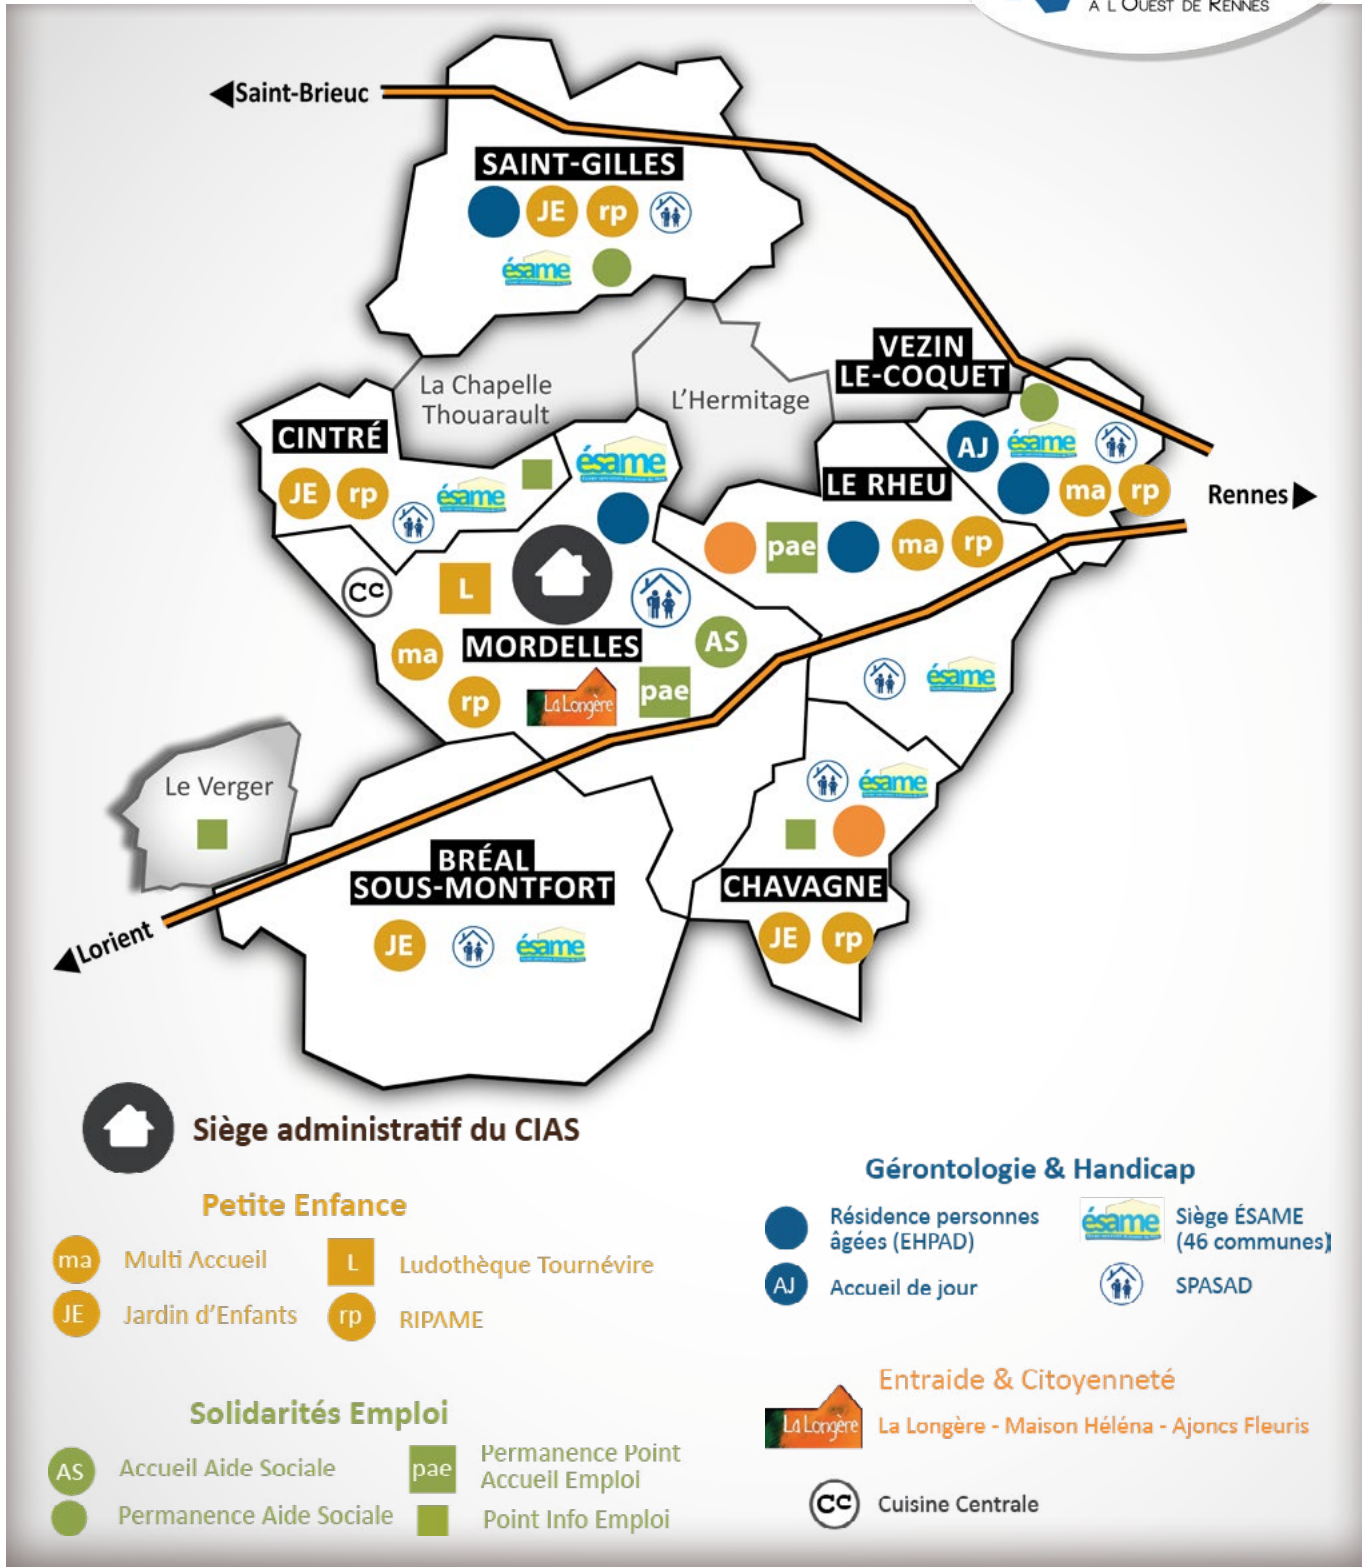 À L'OUEST DE RENNES
Saint-Brieuc
SAINT-GILLES
JE rp
ésame
VEZIN
LE-COQUET
La Chapelle
Thouarault
L'Hermitage
CINTRÉ
AJ ésame
ésame
LE RHEU
JE rp ésame
ma rp
Rennes
pae ma rp
cc L
AS
ma MORDELLES
ésame
rp La Longère pae
Le Verger
ésame
BRÉAL
SOUS-MONTFORT
CHAVAGNE
JE ésame
JE rp
Lorient
Siège administratif du CIAS
Petite Enfance
ma Multi Accueil
L Ludothèque Tournévire
JE Jardin d'Enfants
rp RIPAME
Gérontologie & Handicap
Résidence personnes
âgées (EHPAD)
ésame Siège ÉSAME
(46 communes)
AJ Accueil de jour
SPASAD
Solidarités Emploi
AS Accueil Aide Sociale
pae Permanence Point
Accueil Emploi
Permanence Aide Sociale
Point Info Emploi
Entraide & Citoyenneté
La Longère
La Longère - Maison Héléna - Ajoncs Fleuris
cc Cuisine Centrale